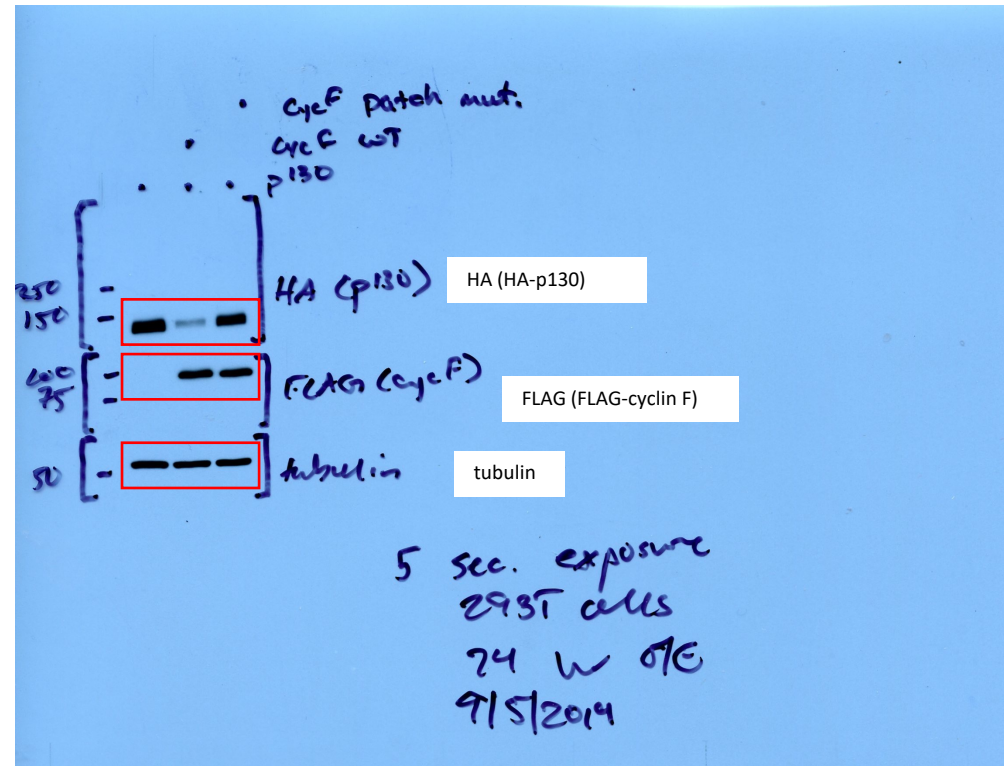 cycF patch mut.
cycF WT
p130
250
150
HA (p130)
HA (HA-p130)
100
75
FLAG (cycF)
FLAG (FLAG-cyclin F)
50
tubulin
tubulin
5 sec. exposure
293T cells
24 hr O/E
9/5/2014